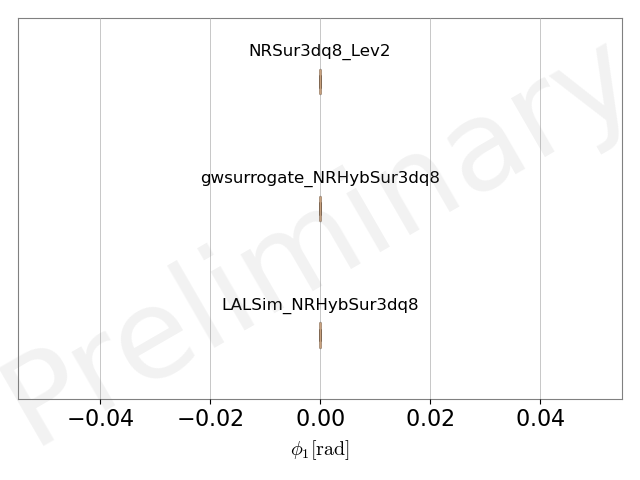 NRSur3dq8_Lev2
gwsurrogate_NRHybSur3dq8
LALSim_NRHybSur3dq8
Preliminary
−0.04 −0.02 0.00 0.02 0.04
ϕ₁[rad]